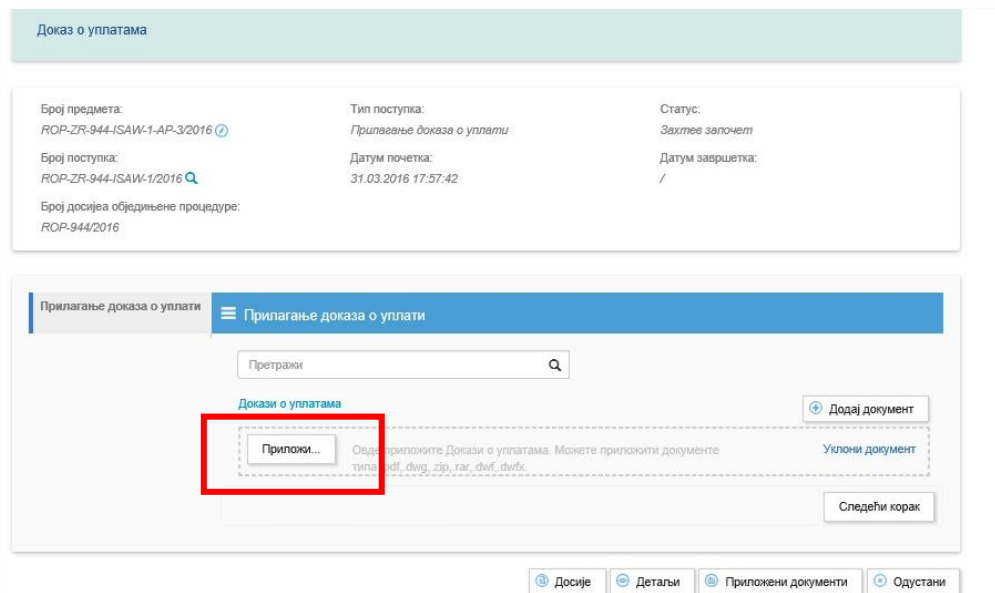 Доказ о уплатама
Број предмета:
ROP-ZR-944-ISAW-1-AP-3/2016
Тип поступка:
Прилагање доказа о уплати
Статус:
Захтев започет
Број поступка:
ROP-ZR-944-ISAW-1/2016
Датум почетка:
31.03.2016 17:57:42
Датум завршетка:
/
Број досијеа обједињене процедуре:
ROP-944/2016
Прилагање доказа о уплати
Прилагање доказа о уплати
Претражи
Докази о уплатама
Додај документ
Приложи...
Овде приложите Докази о уплатама. Можете приложити документе
типа pdf, dwg, zip, rar, dwf, dwfx.
Уклони документ
Следећи корак
Досије
Детаљи
Приложени документи
Одустани